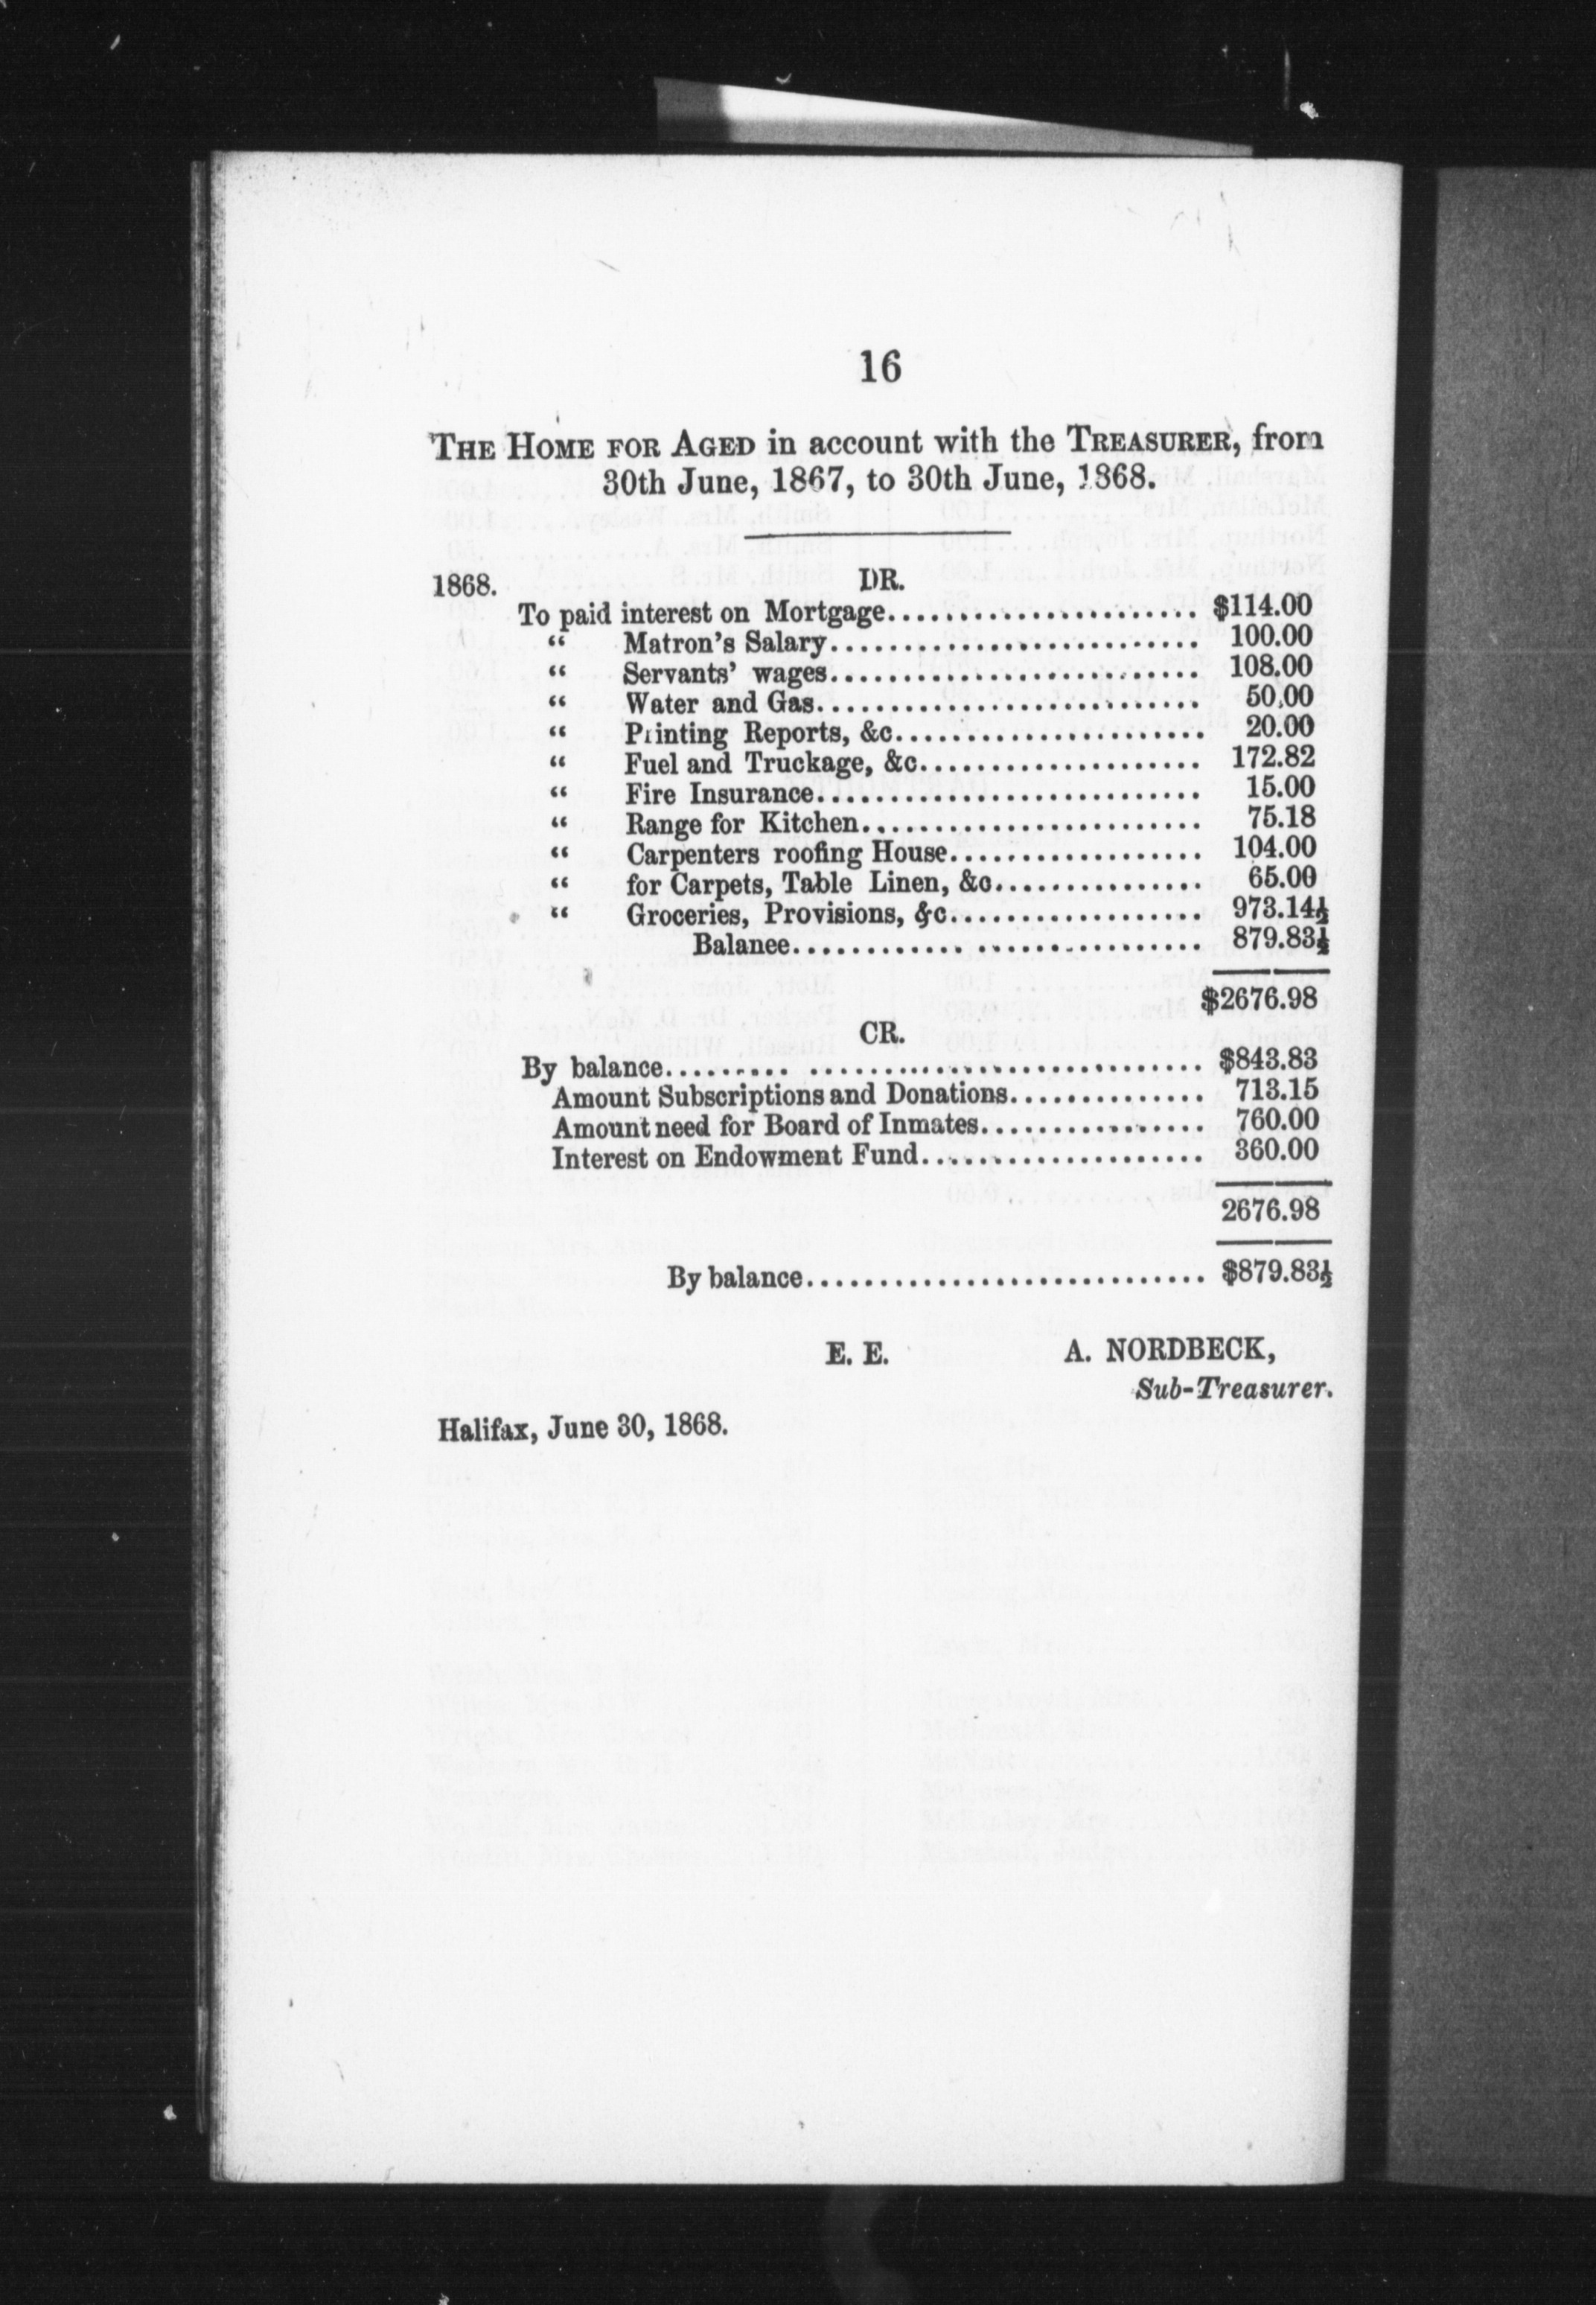 16
THE HOME FOR AGED in account with the TREASURER, from
30th June, 1867, to 30th June, 1868.
1868. DR.
To paid interest on Mortgage........................ $114.00
“ Matron's Salary............................ 100.00
“ Servants' wages............................ 108.00
“ Water and Gas............................. 50.00
“ Printing Reports, &c........................ 20.00
“ Fuel and Truckage, &c...................... 172.82
“ Fire Insurance............................. 15.00
“ Range for Kitchen.......................... 75.18
“ Carpenters roofing House................... 104.00
“ for Carpets, Table Linen, &c................ 65.00
“ Groceries, Provisions, &c................... 973.14½
Balanee............ ................. 879.83½
$2676.98
CR.
By balance......... ............................ $843.83
Amount Subscriptions and Donations.............. 713.15
Amount need for Board of Inmates................. 760.00
Interest on Endowment Fund...................... 360.00
2676.98
By balance.............................. $879.83½
E. E. A. NORDBECK,
Sub-Treasurer.
Halifax, June 30, 1868.